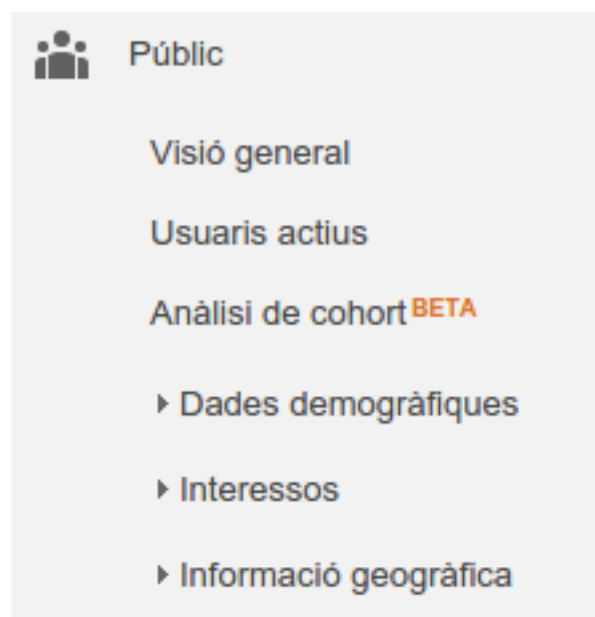 Públic
Visió general
Usuaris actius
Anàlisi de cohort BETA
Dades demogràfiques
Interessos
Informació geogràfica